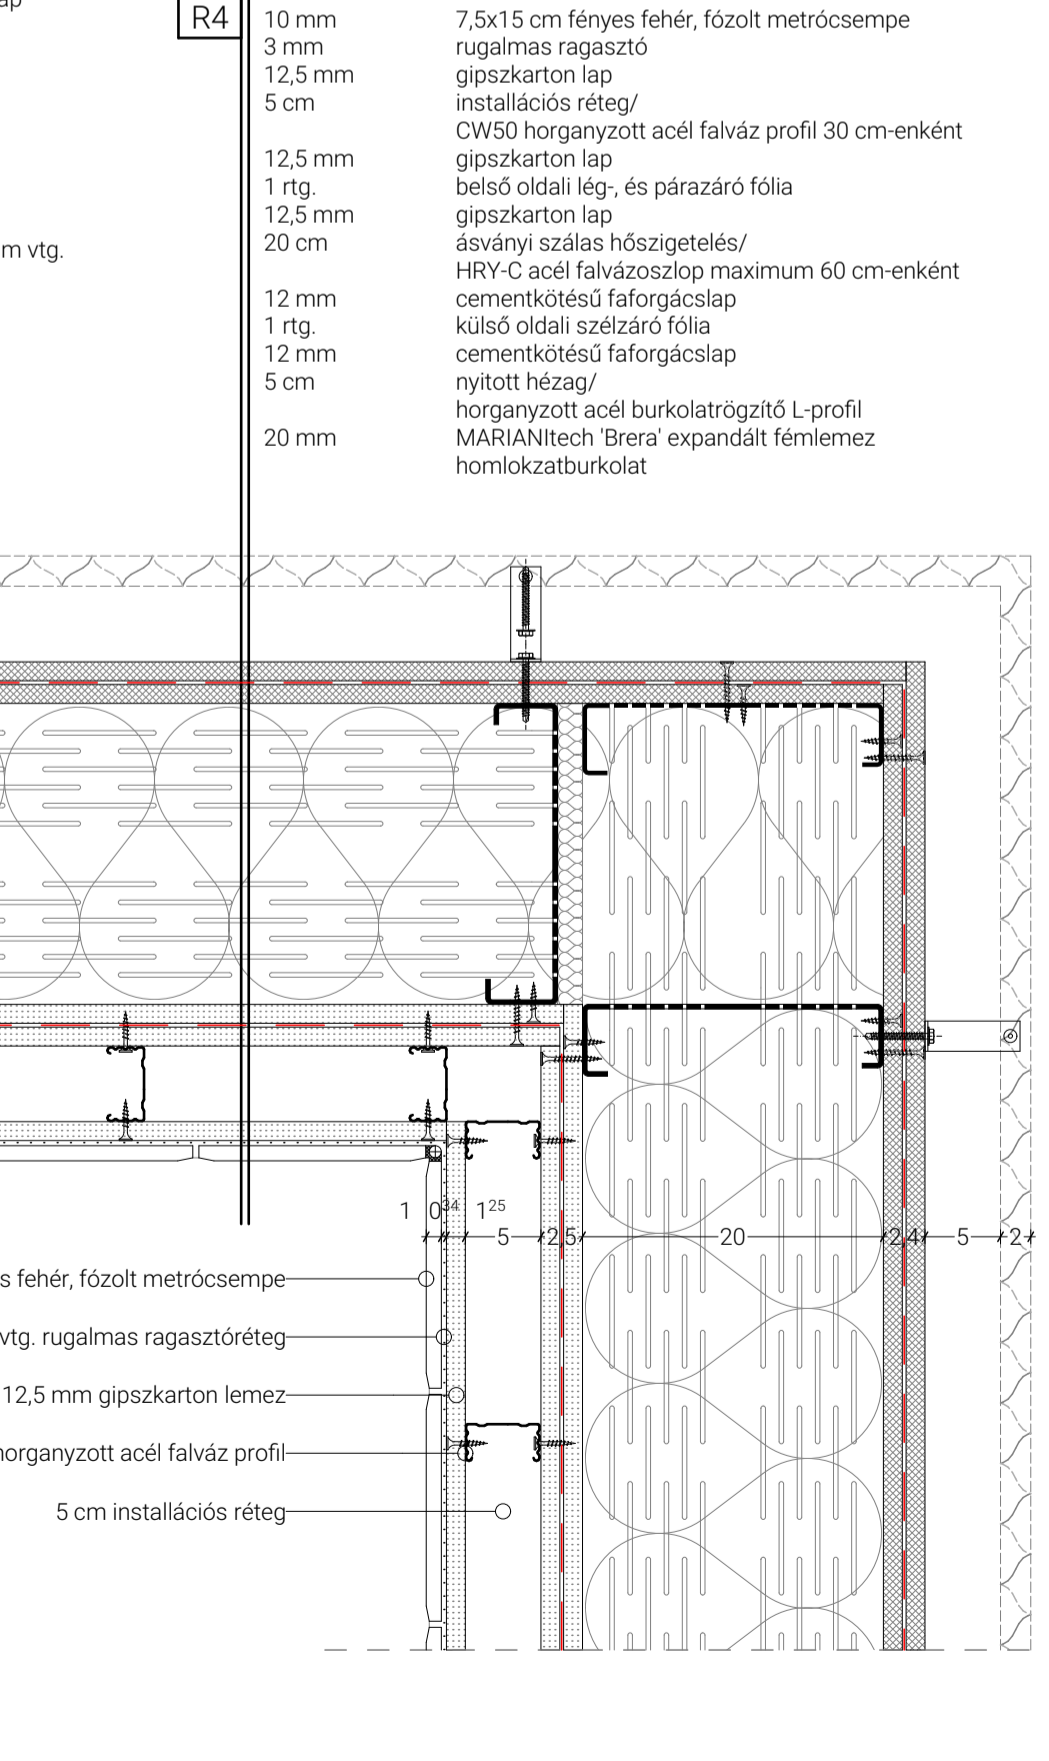 ap
R4
10 mm 7,5x15 cm fényes fehér, fózolt metrócsempe
3 mm rugalmas ragasztó
12,5 mm gipszkarton lap
5 cm installációs réteg/
CW50 horganyzott acél falváz profil 30 cm-enként
12,5 mm gipszkarton lap
1 rtg. belső oldali lég-, és párazáró fólia
12,5 mm gipszkarton lap
m vtg.
20 cm ásványi szálas hőszigetelés/
HRY-C acél falvázoszlop maximum 60 cm-enként
12 mm cementkötésű faforgácslap
1 rtg. külső oldali szélzáró fólia
12 mm cementkötésű faforgácslap
5 cm nyitott hézag/
horganyzott acél burkolatrögzítő L-profil
20 mm MARIANItech 'Brera' expandált fémlemez
homlokzatburkolat
1 034 125
5 2,5 20 2,4 5 2
s fehér, fózolt metrócsempe
vtg. rugalmas ragasztóréteg
12,5 mm gipszkarton lemez
horganyzott acél falváz profil
5 cm installációs réteg